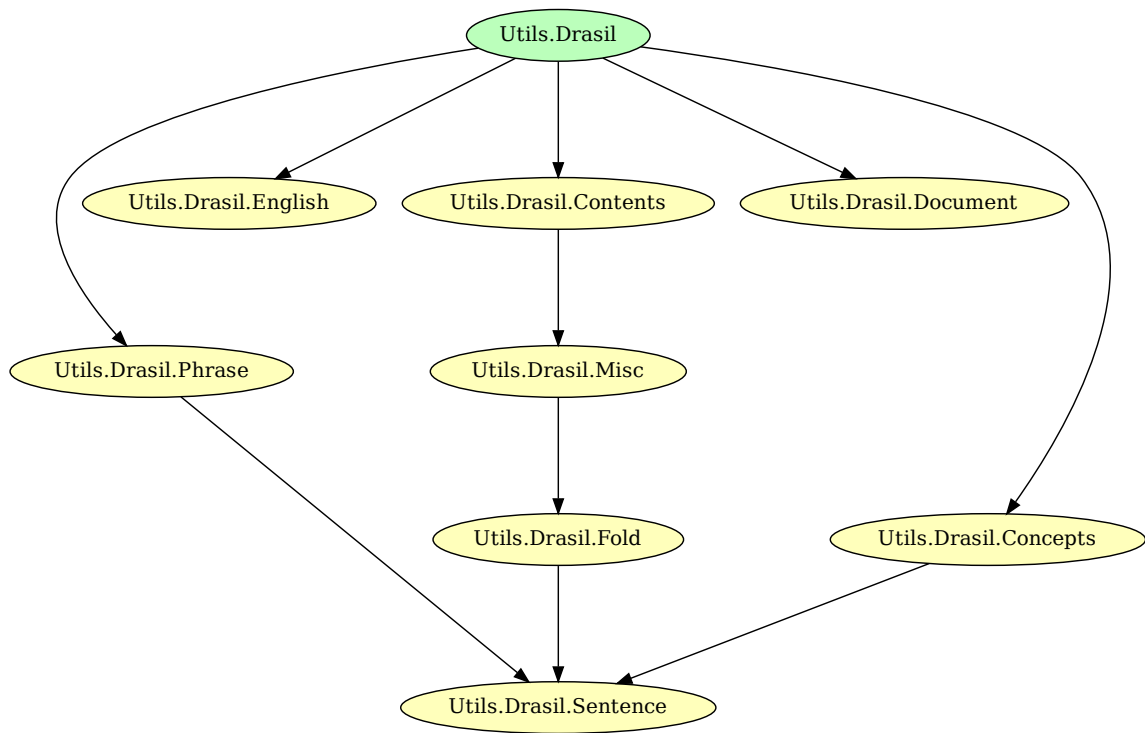 Utils.Drasil
Utils.Drasil.English
Utils.Drasil.Contents
Utils.Drasil.Document
Utils.Drasil.Phrase
Utils.Drasil.Misc
Utils.Drasil.Fold
Utils.Drasil.Concepts
Utils.Drasil.Sentence